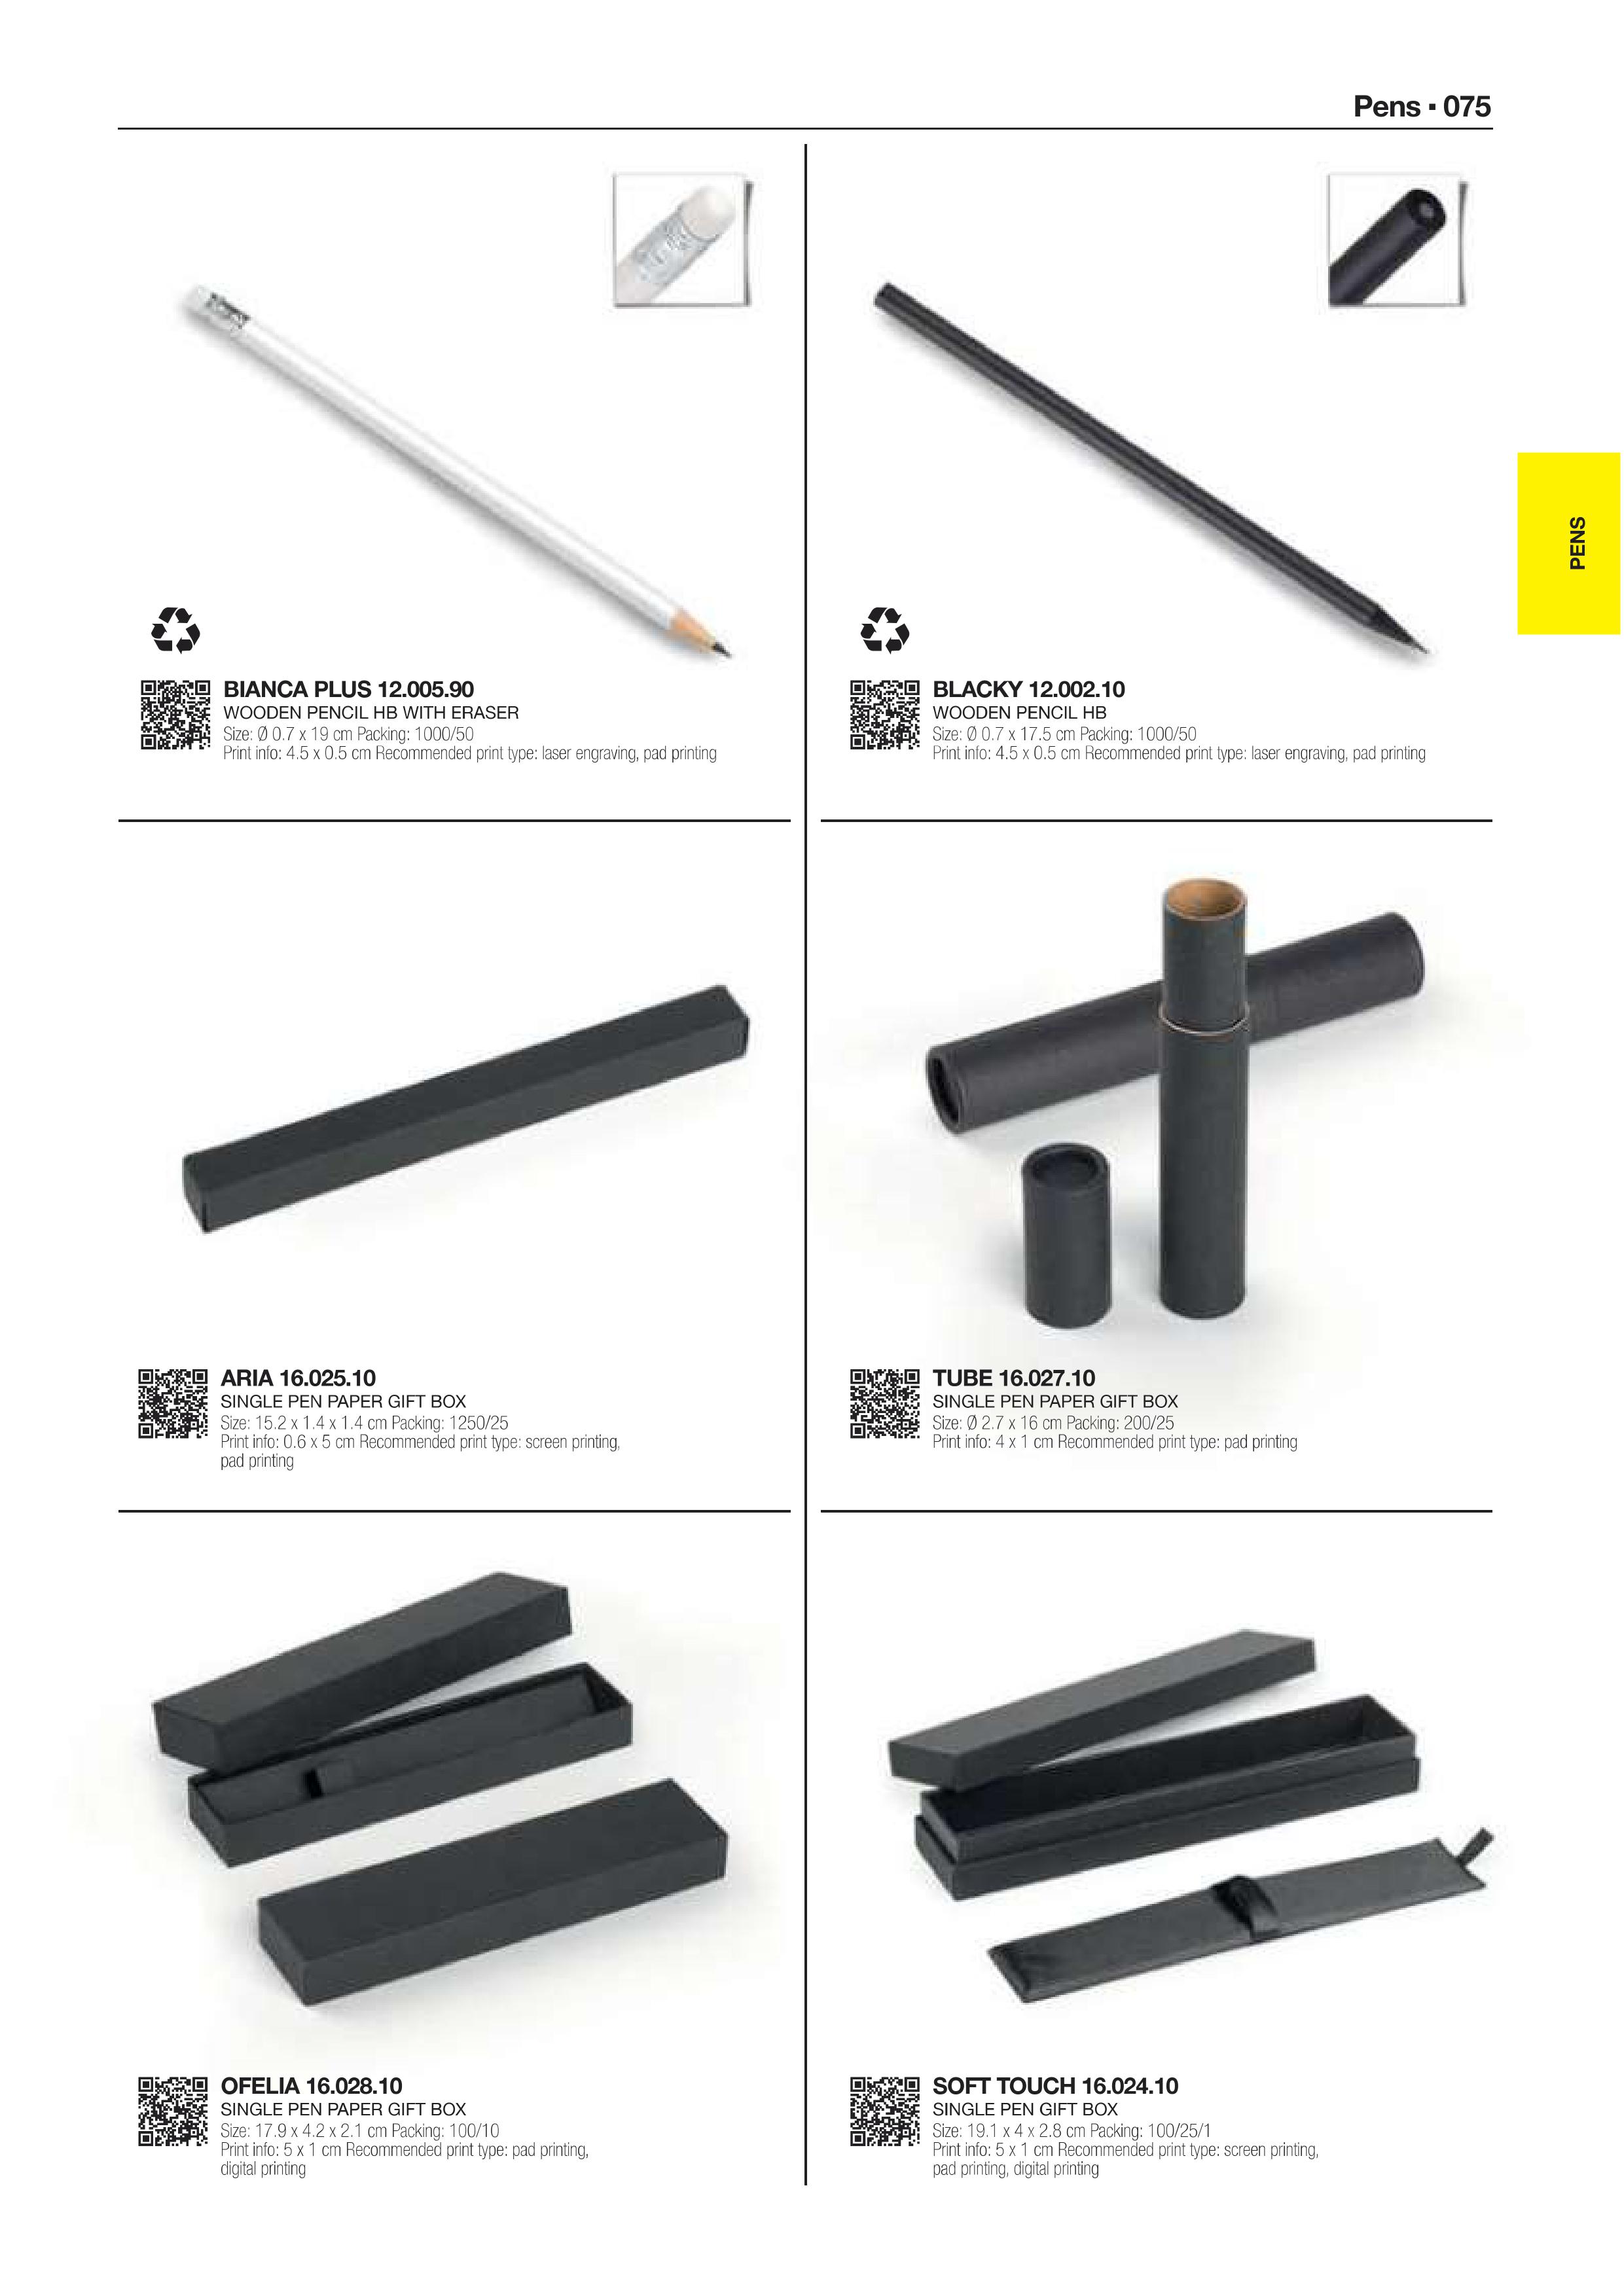 Pens ▪ 075
PENS
BIANCA PLUS 12.005.90
WOODEN PENCIL HB WITH ERASER
Size: Ø 0.7 x 19 cm Packing: 1000/50
Print info: 4.5 x 0.5 cm Recommended print type: laser engraving, pad printing
BLACKY 12.002.10
WOODEN PENCIL HB
Size: Ø 0.7 x 17.5 cm Packing: 1000/50
Print info: 4.5 x 0.5 cm Recommended print type: laser engraving, pad printing
ARIA 16.025.10
SINGLE PEN PAPER GIFT BOX
Size: 15.2 x 1.4 x 1.4 cm Packing: 1250/25
Print info: 0.6 x 5 cm Recommended print type: screen printing,
pad printing
TUBE 16.027.10
SINGLE PEN PAPER GIFT BOX
Size: Ø 2.7 x 16 cm Packing: 200/25
Print info: 4 x 1 cm Recommended print type: pad printing
OFELIA 16.028.10
SINGLE PEN PAPER GIFT BOX
Size: 17.9 x 4.2 x 2.1 cm Packing: 100/10
Print info: 5 x 1 cm Recommended print type: pad printing,
digital printing
SOFT TOUCH 16.024.10
SINGLE PEN GIFT BOX
Size: 19.1 x 4 x 2.8 cm Packing: 100/25/1
Print info: 5 x 1 cm Recommended print type: screen printing,
pad printing, digital printing